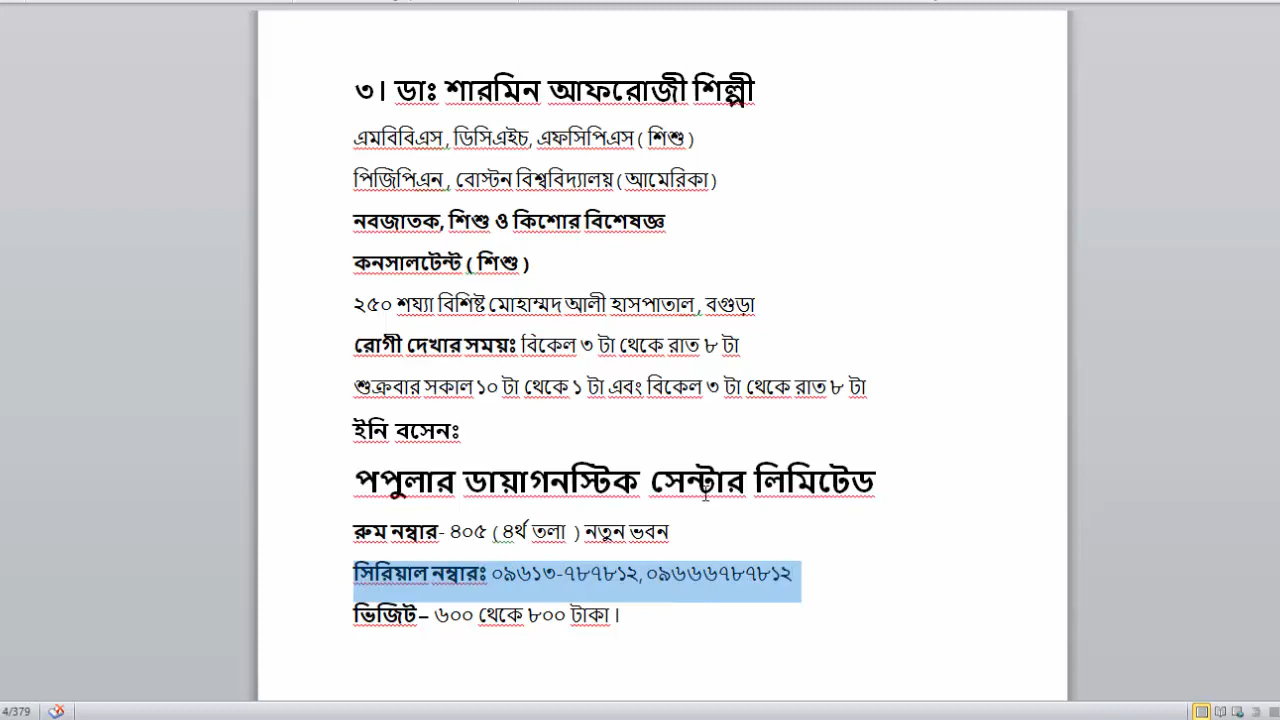 ৩। ডাঃ শারমিন আফরোজী শিল্পী
এমবিবিএস, ডিসিএইচ, এফসিপিএস ( শিশু )
পিজিপিএন , বোস্টন বিশ্ববিদ্যালয় ( আমেরিকা )
নবজাতক, শিশু ও কিশোর বিশেষজ্ঞ
কনসালটেন্ট ( শিশু )
২৫০ শয্যা বিশিষ্ট মোহাম্মদ আলী হাসপাতাল , বগুড়া
রোগী দেখার সময়ঃ বিকেল ৩ টা থেকে রাত ৮ টা
শুক্রবার সকাল ১০ টা থেকে ১ টা এবং বিকেল ৩ টা থেকে রাত ৮ টা
ইনি বসেনঃ
পপুলার ডায়াগনস্টিক সেন্টার লিমিটেড
রুম নম্বার- ৪০৫ ( ৪র্থ তলা ) নতুন ভবন
সিরিয়াল নম্বারঃ ০৯৬১৩-৭৮৭৮১২, ০৯৬৬৬৭৮৭৮১২
ভিজিট– ৬০০ থেকে ৮০০ টাকা ।
4/379